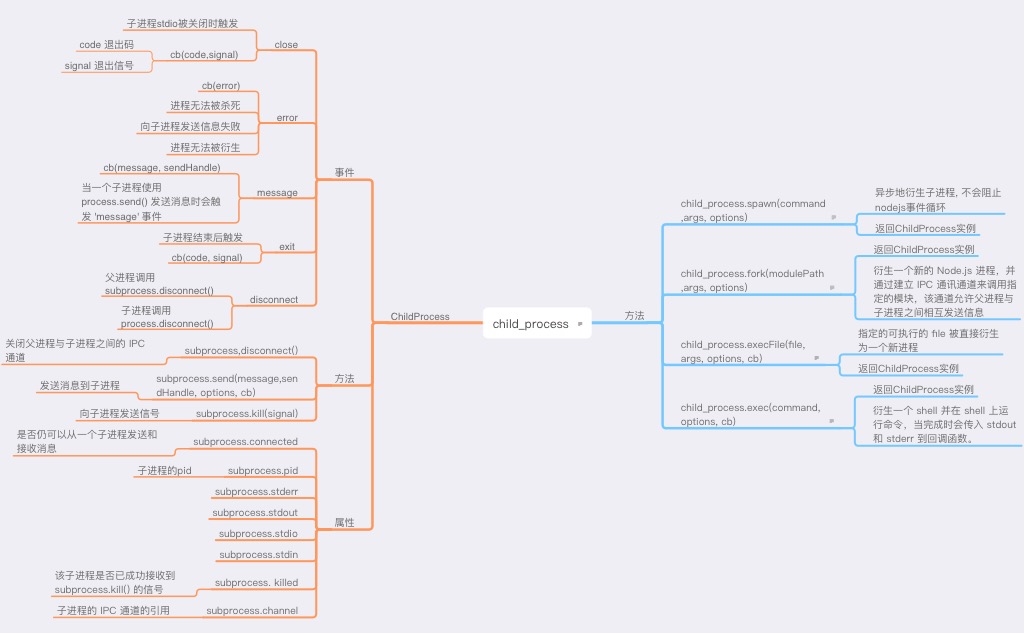 child_process
ChildProcess
事件
close
子进程stdio被关闭时触发
cb(code,signal)
code 退出码
signal 退出信号
error
cb(error)
进程无法被杀死
向子进程发送信息失败
进程无法被衍生
message
cb(message, sendHandle)
当一个子进程使用
process.send() 发送消息时会触
发 'message' 事件
exit
子进程结束后触发
cb(code, signal)
disconnect
父进程调用
subprocess.disconnect()
子进程调用
process.disconnect()
方法
subprocess,disconnect()
关闭父进程与子进程之间的 IPC
通道
subprocess.send(message,sen
dHandle, options, cb)
发送消息到子进程
subprocess.kill(signal)
向子进程发送信号
属性
subprocess.connected
是否仍可以从一个子进程发送和
接收消息
subprocess.pid
子进程的pid
subprocess.stderr
subprocess.stdout
subprocess.stdio
subprocess.stdin
subprocess. killed
该子进程是否已成功接收到
subprocess.kill() 的信号
subprocess.channel
子进程的 IPC 通道的引用
方法
child_process.spawn(command
,args, options)
异步地衍生子进程, 不会阻止
nodejs事件循环
返回ChildProcess实例
child_process.fork(modulePath
,args, options)
返回ChildProcess实例
衍生一个新的 Node.js 进程，并
通过建立 IPC 通讯通道来调用指
定的模块，该通道允许父进程与
子进程之间相互发送信息
child_process.execFile(file,
args, options, cb)
指定的可执行的 file 被直接衍生
为一个新进程
返回ChildProcess实例
child_process.exec(command,
options, cb)
返回ChildProcess实例
衍生一个 shell 并在 shell 上运
行命令，当完成时会传入 stdout
和 stderr 到回调函数。